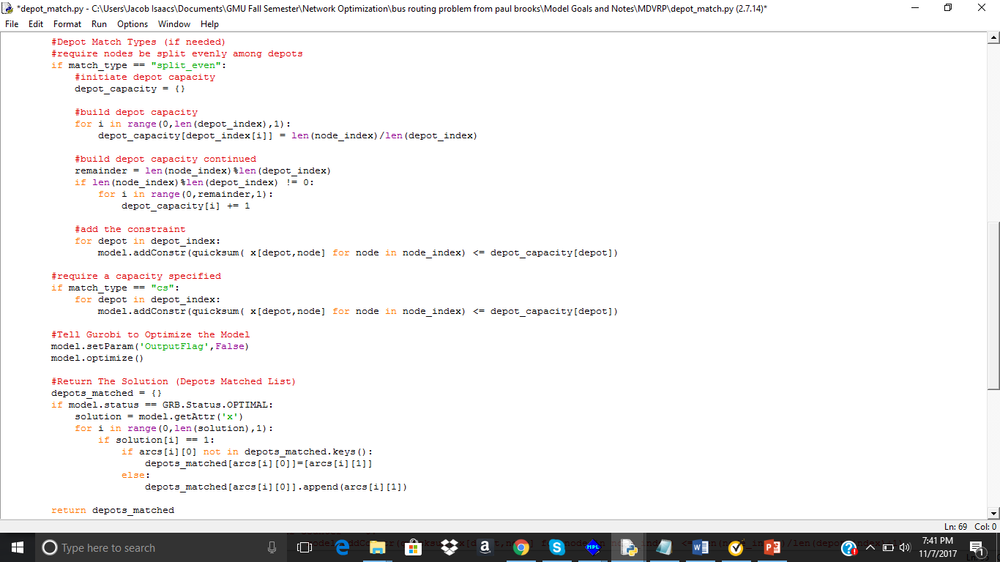 *depot_match.py - C:\Users\Jacob Isaacs\Documents\GMU Fall Semester\Network Optimization\bus routing problem from paul brooks\Model Goals and Notes\MDVRP\depot_match.py (2.7.14)*
File Edit Format Run Options Window Help
#Depot Match Types (if needed)
#require nodes be split evenly among depots
if match_type == "split_even":
#initiate depot capacity
depot_capacity = {}
#build depot capacity
for i in range(0,len(depot_index),1):
depot_capacity[depot_index[i]] = len(node_index)/len(depot_index)
#build depot capacity continued
remainder = len(node_index)%len(depot_index)
if len(node_index)%len(depot_index) != 0:
for i in range(0,remainder,1):
depot_capacity[i] += 1
#add the constraint
for depot in depot_index:
model.addConstr(quicksum( x[depot,node] for node in node_index) <= depot_capacity[depot])
#require a capacity specified
if match_type == "cs":
for depot in depot_index:
model.addConstr(quicksum( x[depot,node] for node in node_index) <= depot_capacity[depot])
#Tell Gurobi to Optimize the Model
model.setParam('OutputFlag',False)
model.optimize()
#Return The Solution (Depots Matched List)
depots_matched = {}
if model.status == GRB.Status.OPTIMAL:
solution = model.getAttr('x')
for i in range(0,len(solution),1):
if solution[i] == 1:
if arcs[i][0] not in depots_matched.keys():
depots_matched[arcs[i][0]]=[arcs[i][1]]
else:
depots_matched[arcs[i][0]].append(arcs[i][1])
return depots_matched
Ln: 69 Col: 0
Type here to search
MPL
7:41 PM
11/7/2017
1